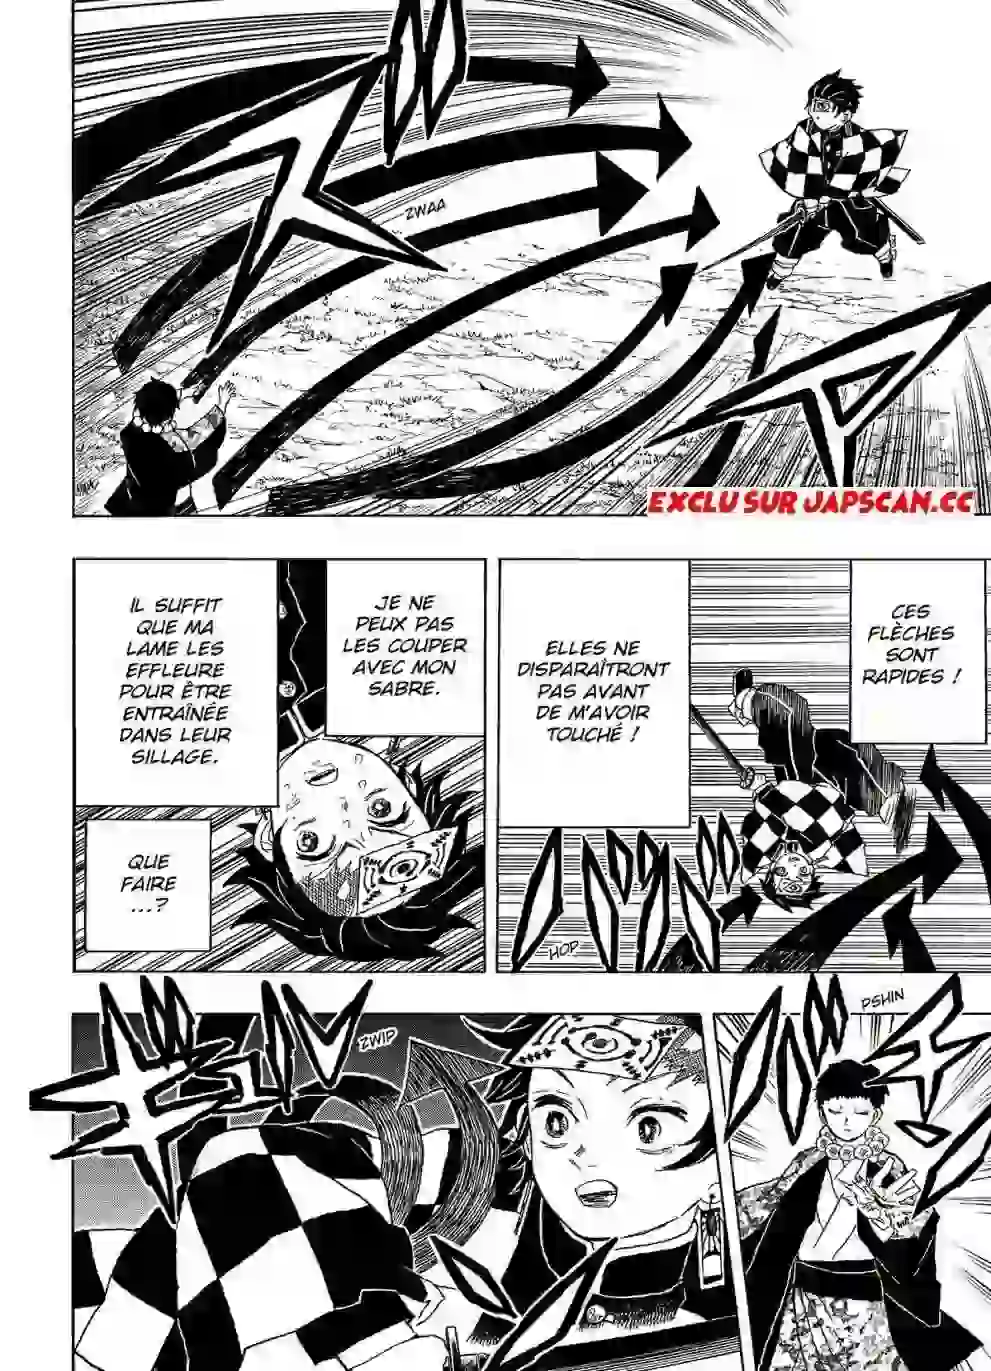 ZWAA
EXCLU SUR JAPSCAN.CC
CES
FLÈCHES
SONT
RAPIDES !
ELLES NE
DISPARAÎTRONT
PAS AVANT
DE M'AVOIR
TOUCHÉ !
HOP
JE NE
PEUX PAS
LES COUPER
AVEC MON
SABRE.
IL SUFFIT
QUE MA
LAME LES
EFFLEURE
POUR ÊTRE
ENTRAÎNÉE
DANS LEUR
SILLAGE.
QUE
FAIRE
...?
PSHIN
ZWIP